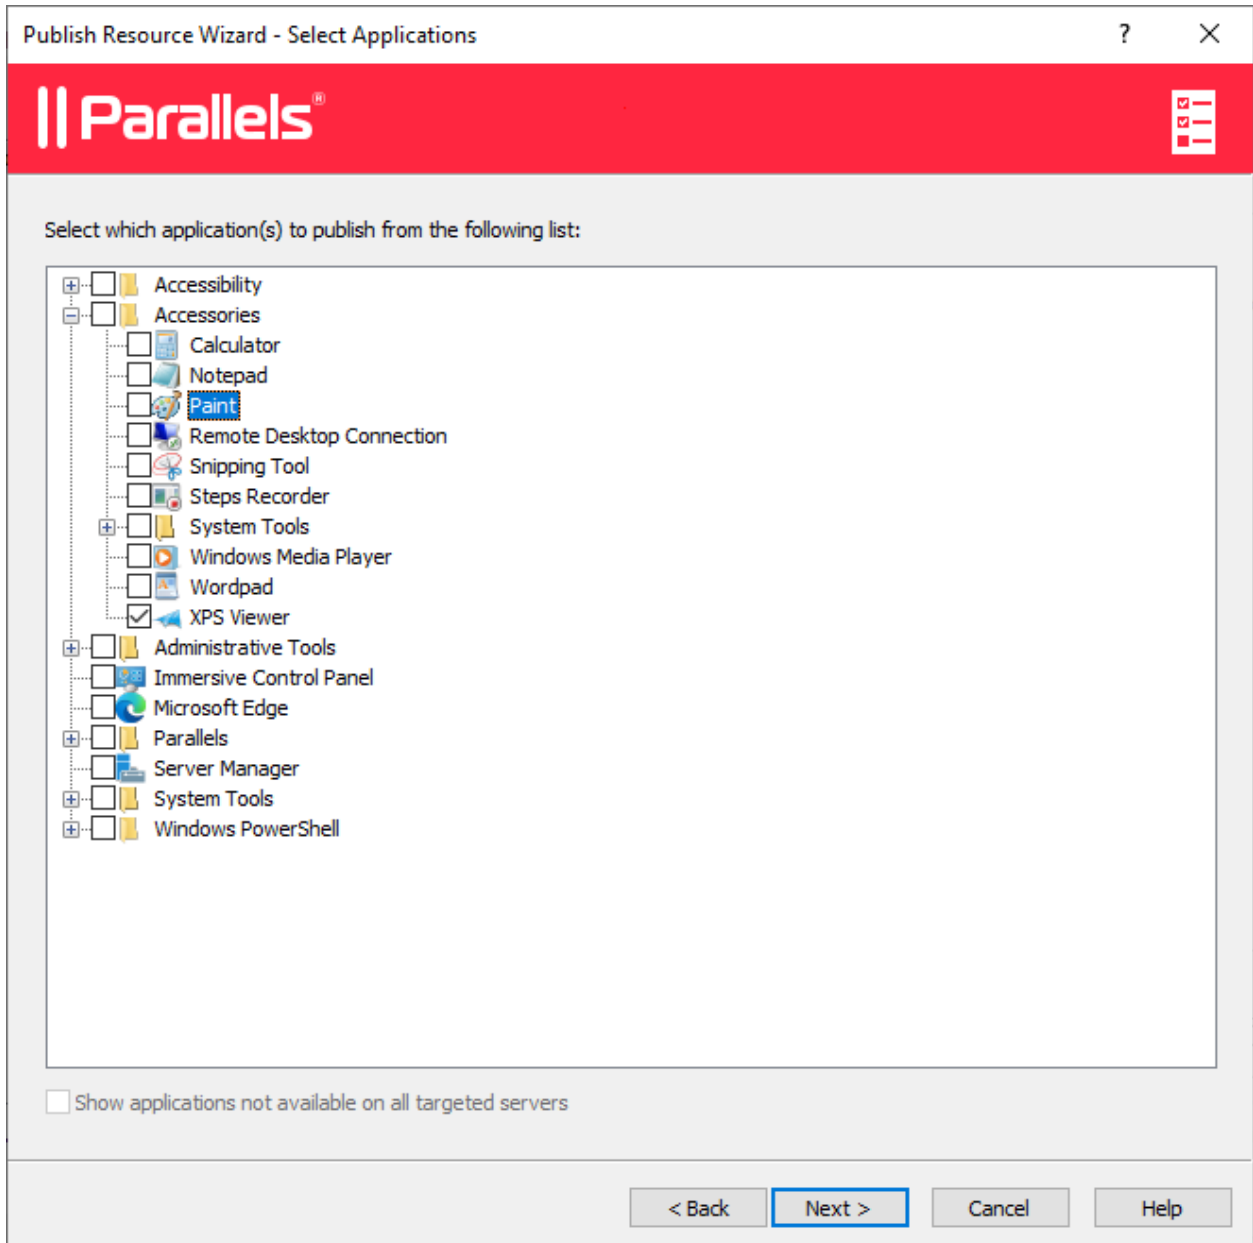 Publish Resource Wizard - Select Applications
Parallels®
Select which application(s) to publish from the following list:
Accessibility
Accessories
Calculator
Notepad
Paint
Remote Desktop Connection
Snipping Tool
Steps Recorder
System Tools
Windows Media Player
Wordpad
XPS Viewer
Administrative Tools
Immersive Control Panel
Microsoft Edge
Parallels
Server Manager
System Tools
Windows PowerShell
Show applications not available on all targeted servers
< Back Next > Cancel Help